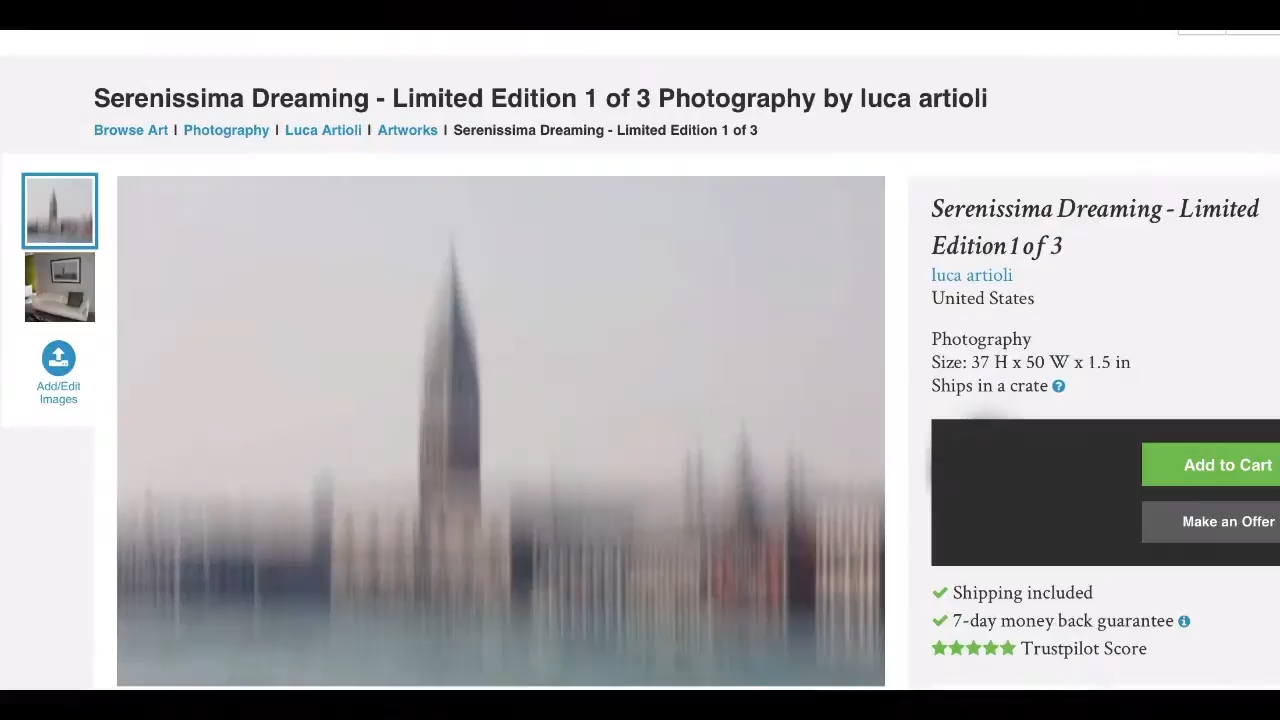 Serenissima Dreaming - Limited Edition 1 of 3 Photography by luca artioli
Browse Art | Photography | Luca Artioli | Artworks | Serenissima Dreaming - Limited Edition 1 of 3
Add/Edit
Images
Serenissima Dreaming - Limited
Edition 1 of 3
luca artioli
United States
Photography
Size: 37 H x 50 W x 1.5 in
Ships in a crate ?
Add to Cart
Make an Offer
Shipping included
7-day money back guarantee i
Trustpilot Score